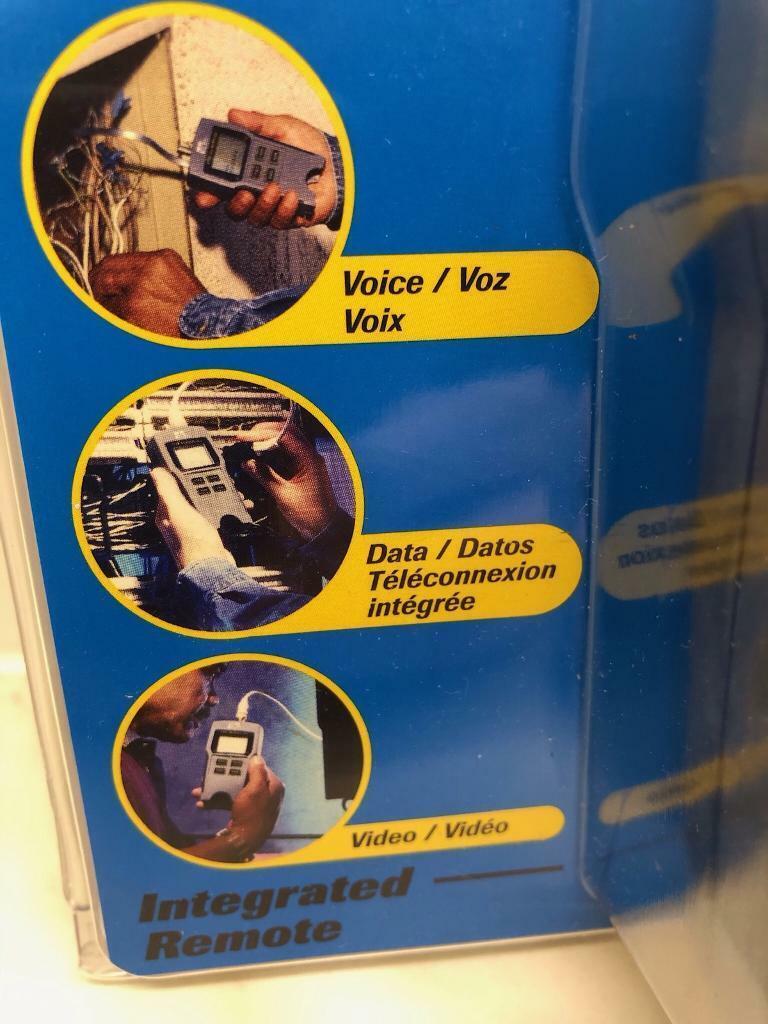 Voice / Voz
Voix
Data / Datos
Téléconnexion
intégrée
Video / Vidéo
Integrated
Remote